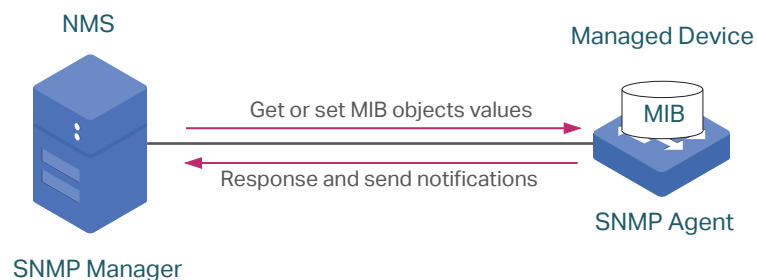 NMS
Managed Device
Get or set MIB objects values
MIB
Response and send notifications
SNMP Agent
SNMP Manager